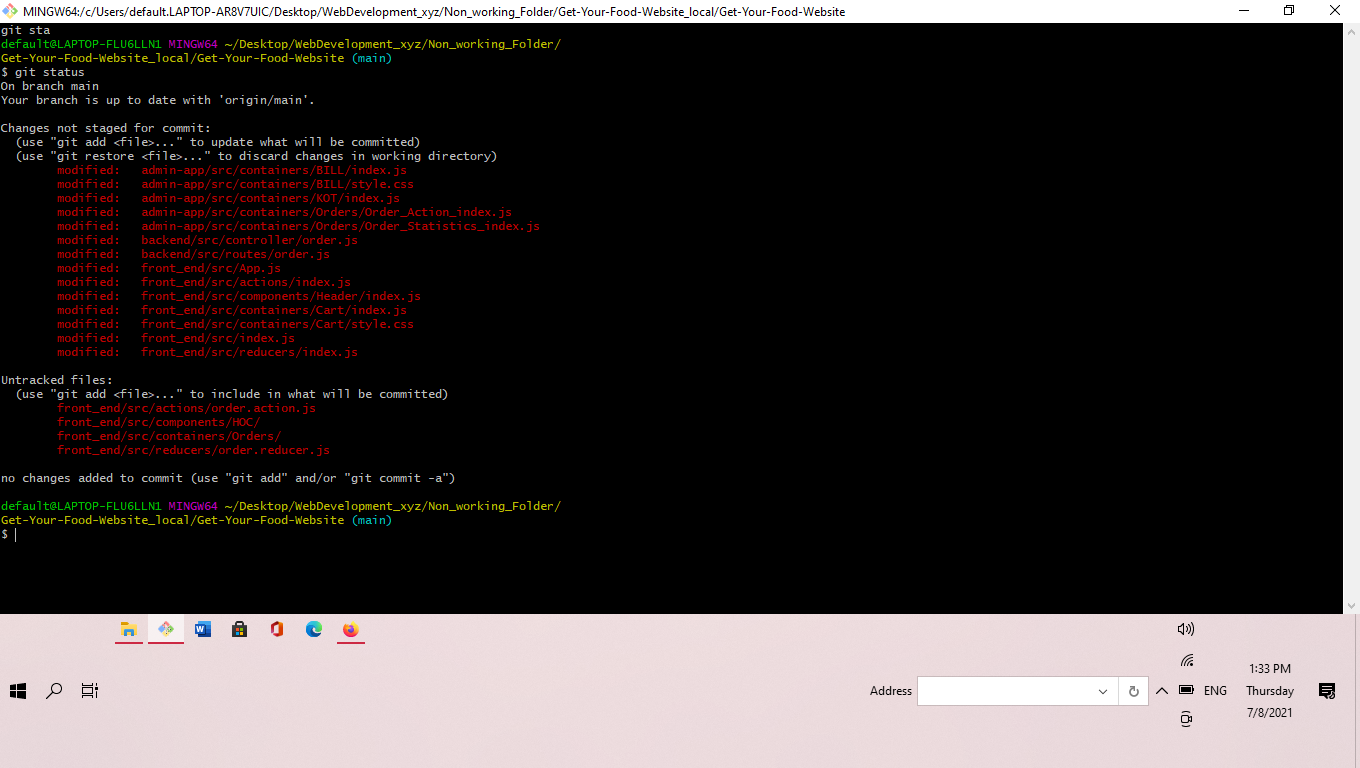 MINGW64:/c/Users/default.LAPTOP-AR8V7UIC/Desktop/WebDevelopment_xyz/Non_working_Folder/Get-Your-Food-Website_local/Get-Your-Food-Website
git sta
default@LAPTOP-FLU6LLN1 MINGW64 ~/Desktop/WebDevelopment_xyz/Non_working_Folder/
Get-Your-Food-Website_local/Get-Your-Food-Website (main)
$ git status
On branch main
Your branch is up to date with 'origin/main'.
Changes not staged for commit:
(use "git add <file>..." to update what will be committed)
(use "git restore <file>..." to discard changes in working directory)
modified: admin-app/src/containers/BILL/index.js
modified: admin-app/src/containers/BILL/style.css
modified: admin-app/src/containers/KOT/index.js
modified: admin-app/src/containers/Orders/Order_Action_index.js
modified: admin-app/src/containers/Orders/Order_Statistics_index.js
modified: backend/src/controller/order.js
modified: backend/src/routes/order.js
modified: front_end/src/App.js
modified: front_end/src/actions/index.js
modified: front_end/src/components/Header/index.js
modified: front_end/src/containers/Cart/index.js
modified: front_end/src/containers/Cart/style.css
modified: front_end/src/index.js
modified: front_end/src/reducers/index.js
Untracked files:
(use "git add <file>..." to include in what will be committed)
front_end/src/actions/order.action.js
front_end/src/components/HOC/
front_end/src/containers/Orders/
front_end/src/reducers/order.reducer.js
no changes added to commit (use "git add" and/or "git commit -a")
default@LAPTOP-FLU6LLN1 MINGW64 ~/Desktop/WebDevelopment_xyz/Non_working_Folder/
Get-Your-Food-Website_local/Get-Your-Food-Website (main)
$
Address
ENG
1:33 PM
Thursday
7/8/2021